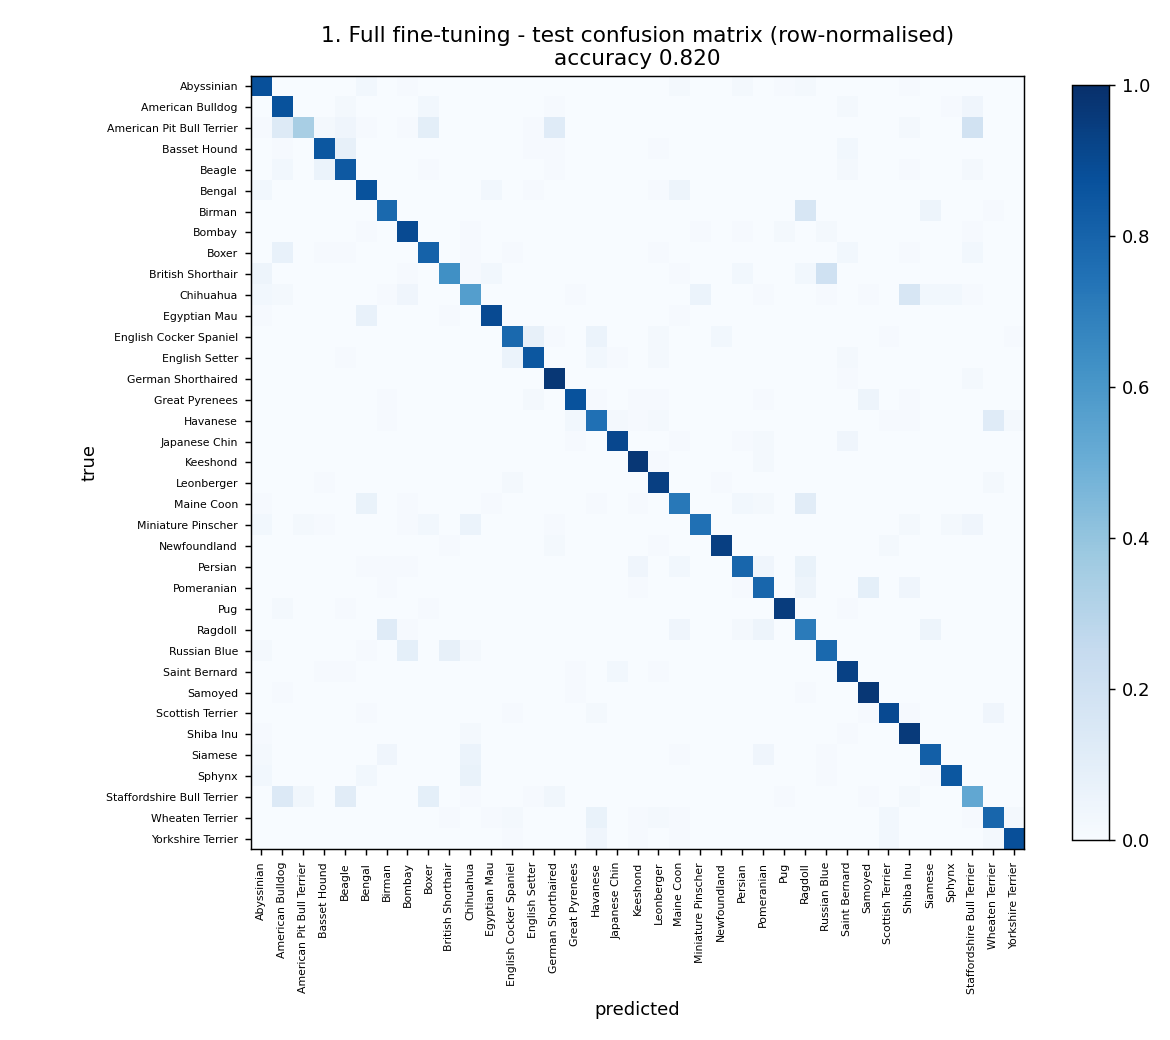 1. Full fine-tuning - test confusion matrix (row-normalised)
accuracy 0.820
true
Abyssinian
American Bulldog
American Pit Bull Terrier
Basset Hound
Beagle
Bengal
Birman
Bombay
Boxer
British Shorthair
Chihuahua
Egyptian Mau
English Cocker Spaniel
English Setter
German Shorthaired
Great Pyrenees
Havanese
Japanese Chin
Keeshond
Leonberger
Maine Coon
Miniature Pinscher
Newfoundland
Persian
Pomeranian
Pug
Ragdoll
Russian Blue
Saint Bernard
Samoyed
Scottish Terrier
Shiba Inu
Siamese
Sphynx
Staffordshire Bull Terrier
Wheaten Terrier
Yorkshire Terrier
Abyssinian
American Bulldog
American Pit Bull Terrier
Basset Hound
Beagle
Bengal
Birman
Bombay
Boxer
British Shorthair
Chihuahua
Egyptian Mau
English Cocker Spaniel
English Setter
German Shorthaired
Great Pyrenees
Havanese
Japanese Chin
Keeshond
Leonberger
Maine Coon
Miniature Pinscher
Newfoundland
Persian
Pomeranian
Pug
Ragdoll
Russian Blue
Saint Bernard
Samoyed
Scottish Terrier
Shiba Inu
Siamese
Sphynx
Staffordshire Bull Terrier
Wheaten Terrier
Yorkshire Terrier
predicted
1.0
0.8
0.6
0.4
0.2
0.0